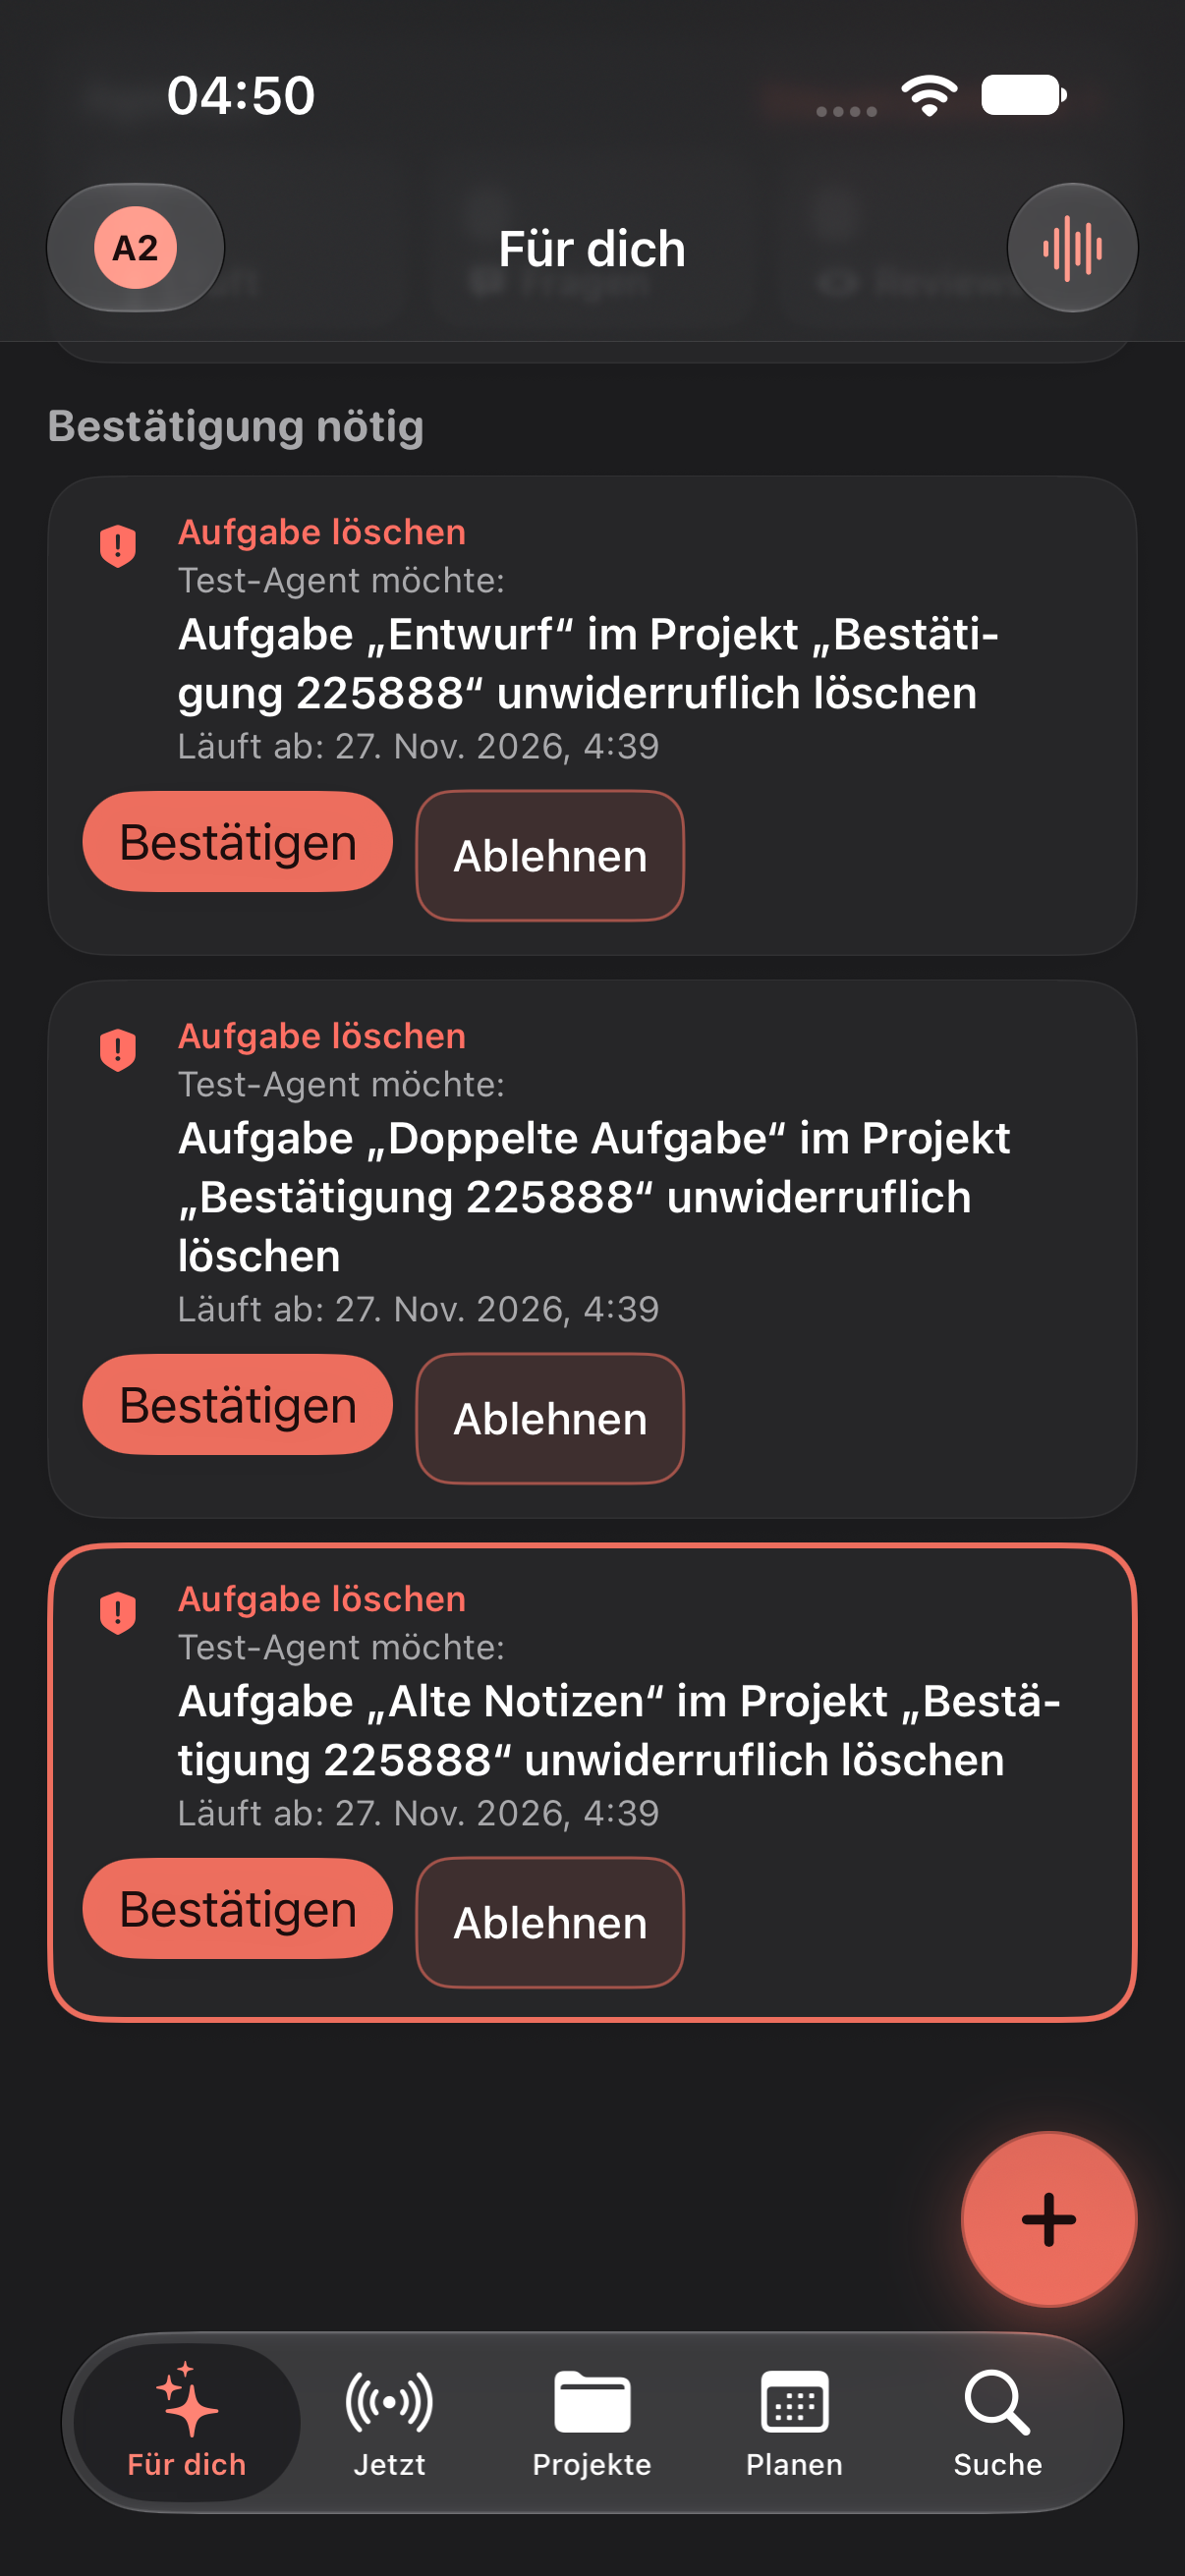 04:50
A2
Für dich
Bestätigung nötig
Aufgabe löschen
Test-Agent möchte:
Aufgabe „Entwurf“ im Projekt „Bestäti-
gung 225888“ unwiderruflich löschen
Läuft ab: 27. Nov. 2026, 4:39
Bestätigen
Ablehnen
Aufgabe löschen
Test-Agent möchte:
Aufgabe „Doppelte Aufgabe“ im Projekt
„Bestätigung 225888“ unwiderruflich
löschen
Läuft ab: 27. Nov. 2026, 4:39
Bestätigen
Ablehnen
Aufgabe löschen
Test-Agent möchte:
Aufgabe „Alte Notizen“ im Projekt „Bestä-
tigung 225888“ unwiderruflich löschen
Läuft ab: 27. Nov. 2026, 4:39
Bestätigen
Ablehnen
Für dich
Jetzt
Projekte
Planen
Suche